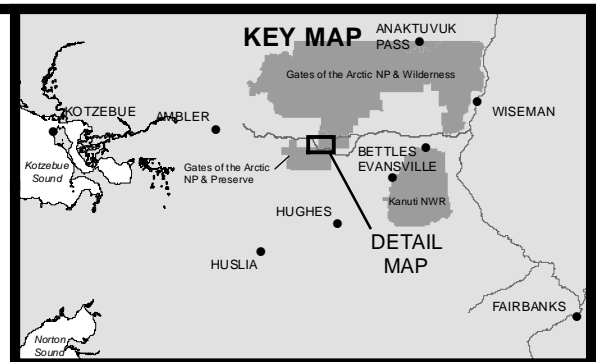 KEY MAP
ANAKTUVUK
PASS
Gates of the Arctic NP & Wilderness
KOTZEBUE
AMBLER
WISEMAN
Kotzebue
Sound
Gates of the Arctic
NP & Preserve
BETTLES
EVANSVILLE
Kanuti NWR
HUGHES
DETAIL
MAP
HUSLIA
FAIRBANKS
Norton
Sound